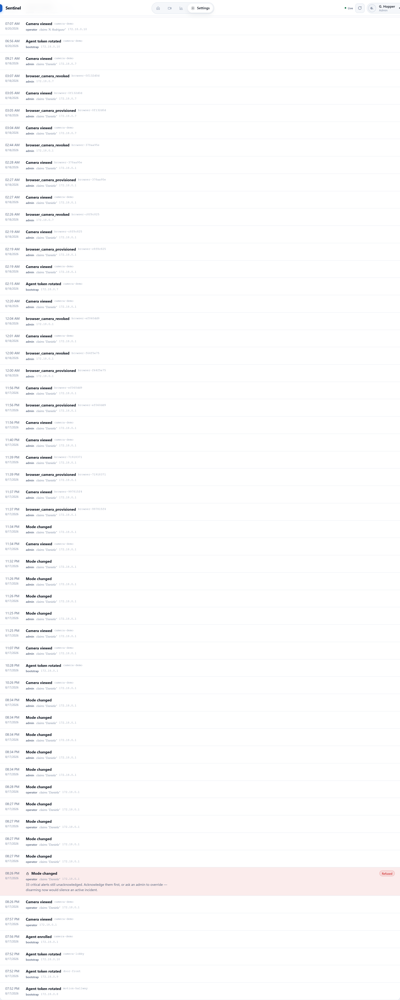 Sentinel
Settings
Live
G.
G. Hopper
Admin
07:07 AM Camera viewed camera-demo
8/20/2026 operator claims "A. Rodriguez" 172.18.0.10
06:56 AM Agent token rotated camera-demo
8/20/2026 bootstrap 172.18.0.10
09:21 AM Camera viewed camera-demo
8/18/2026 admin claims "Daniela" 172.18.0.7
03:07 AM browser_camera_revoked browser-0f132d0d
8/18/2026 admin 172.18.0.7
03:05 AM Camera viewed browser-0f132d0d
8/18/2026 admin claims "Daniela" 172.18.0.7
03:05 AM browser_camera_provisioned browser-0f132d0d
8/18/2026 admin claims "Daniela" 172.18.0.7
03:04 AM Camera viewed camera-demo
8/18/2026 admin claims "Daniela" 172.18.0.7
02:44 AM browser_camera_revoked browser-378aa95e
8/18/2026 admin 172.18.0.1
02:28 AM Camera viewed browser-378aa95e
8/18/2026 admin claims "Daniela" 172.18.0.1
02:27 AM browser_camera_provisioned browser-378aa95e
8/18/2026 admin claims "Daniela" 172.18.0.1
02:27 AM Camera viewed camera-demo
8/18/2026 admin claims "Daniela" 172.18.0.1
02:26 AM browser_camera_revoked browser-c8f8c825
8/18/2026 admin 172.18.0.7
02:19 AM Camera viewed browser-c8f8c825
8/18/2026 admin claims "Daniela" 172.18.0.1
02:19 AM browser_camera_provisioned browser-c8f8c825
8/18/2026 admin claims "Daniela" 172.18.0.1
02:19 AM Camera viewed camera-demo
8/18/2026 admin claims "Daniela" 172.18.0.1
02:15 AM Agent token rotated camera-demo
8/18/2026 bootstrap 172.18.0.7
12:20 AM Camera viewed camera-demo
8/18/2026 admin claims "Daniela" 172.18.0.1
12:04 AM browser_camera_revoked browser-ef060dd9
8/18/2026 admin 172.18.0.1
12:01 AM Camera viewed camera-demo
8/18/2026 admin claims "Daniela" 172.18.0.1
12:00 AM browser_camera_revoked browser-f64f5e75
8/18/2026 admin 172.18.0.1
12:00 AM browser_camera_provisioned browser-f64f5e75
8/18/2026 admin 172.18.0.1
11:56 PM Camera viewed browser-ef060dd9
8/17/2026 admin claims "Daniela" 172.18.0.1
11:56 PM browser_camera_provisioned browser-ef060dd9
8/17/2026 admin claims "Daniela" 172.18.0.1
11:56 PM Camera viewed camera-demo
8/17/2026 admin claims "Daniela" 172.18.0.1
11:40 PM Camera viewed camera-demo
8/17/2026 admin claims "Daniela" 172.18.0.1
11:39 PM Camera viewed browser-71918371
8/17/2026 admin claims "Daniela" 172.18.0.1
11:39 PM browser_camera_provisioned browser-71918371
8/17/2026 admin claims "Daniela" 172.18.0.1
11:37 PM Camera viewed browser-997815f4
8/17/2026 admin claims "Daniela" 172.18.0.1
11:37 PM browser_camera_provisioned browser-997815f4
8/17/2026 admin claims "Daniela" 172.18.0.1
11:34 PM Mode changed
8/17/2026 admin claims "Daniela" 172.18.0.1
11:34 PM Camera viewed camera-demo
8/17/2026 admin claims "Daniela" 172.18.0.1
11:32 PM Mode changed
8/17/2026 admin claims "Daniela" 172.18.0.1
11:26 PM Mode changed
8/17/2026 admin claims "Daniela" 172.18.0.1
11:26 PM Mode changed
8/17/2026 admin claims "Daniela" 172.18.0.1
11:25 PM Mode changed
8/17/2026 admin claims "Daniela" 172.18.0.1
11:25 PM Camera viewed camera-demo
8/17/2026 admin claims "Daniela" 172.18.0.1
11:07 PM Camera viewed camera-demo
8/17/2026 admin claims "Daniela" 172.18.0.1
10:28 PM Agent token rotated camera-demo
8/17/2026 bootstrap 172.18.0.1
10:26 PM Camera viewed camera-demo
8/17/2026 admin claims "Daniela" 172.18.0.1
08:34 PM Mode changed
8/17/2026 admin claims "Daniela" 172.18.0.1
08:34 PM Mode changed
8/17/2026 admin claims "Daniela" 172.18.0.1
08:34 PM Mode changed
8/17/2026 admin claims "Daniela" 172.18.0.1
08:34 PM Mode changed
8/17/2026 admin claims "Daniela" 172.18.0.1
08:34 PM Mode changed
8/17/2026 admin claims "Daniela" 172.18.0.1
08:28 PM Mode changed
8/17/2026 operator claims "Daniela" 172.18.0.1
08:27 PM Mode changed
8/17/2026 operator claims "Daniela" 172.18.0.1
08:27 PM Mode changed
8/17/2026 operator claims "Daniela" 172.18.0.1
08:27 PM Mode changed
8/17/2026 operator claims "Daniela" 172.18.0.1
08:27 PM Mode changed
8/17/2026 operator claims "Daniela" 172.18.0.1
08:26 PM Mode changed Refused
8/17/2026 operator claims "Daniela" 172.18.0.1
33 critical alerts still unacknowledged. Acknowledge them first, or ask an admin to override —
disarming now would silence an active incident.
08:26 PM Camera viewed camera-demo
8/17/2026 operator claims "Daniela" 172.18.0.1
07:57 PM Camera viewed camera-demo
8/17/2026 operator 172.18.0.1
07:56 PM Agent enrolled camera-demo
8/17/2026 bootstrap 172.18.0.1
07:52 PM Agent token rotated camera-lobby
8/17/2026 bootstrap 172.18.0.10
07:52 PM Agent token rotated door-front
8/17/2026 bootstrap 172.18.0.9
07:52 PM Agent token rotated motion-hallway
8/17/2026 bootstrap 172.18.0.8